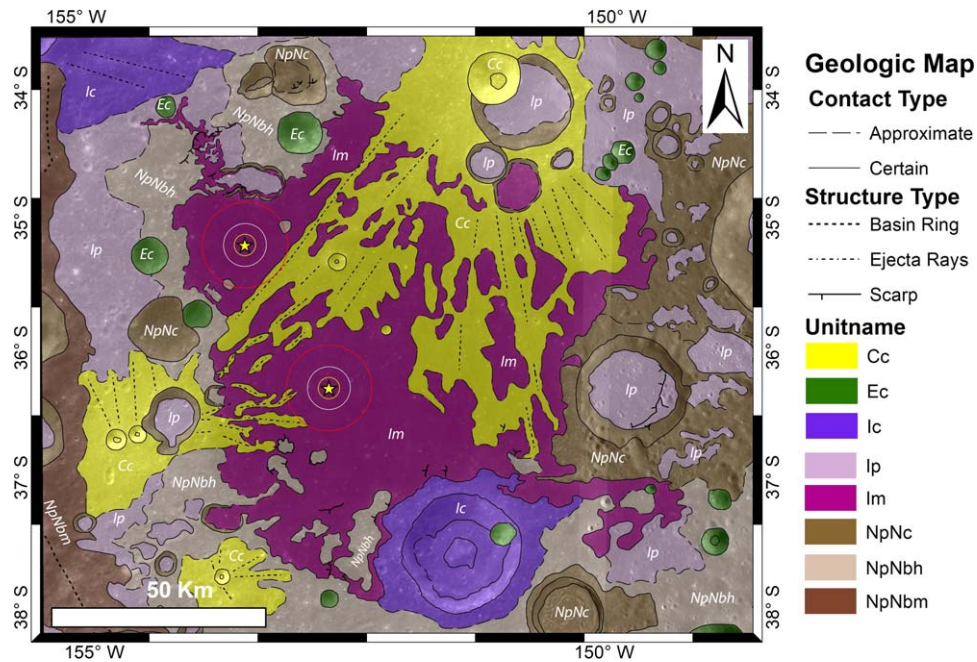 155° W
150° W
34° S
35° S
36° S
37° S
38° S
34° S
35° S
36° S
37° S
38° S
155° W
150° W
N
Ic
Ec
NpNc
NpNbh
Ec
Im
Cc
Ip
Ip
Ip
Ec
NpNc
NpNbh
Ip
Ec
Cc
NpNc
Im
Ip
Ip
Ip
Cc
Im
NpNc
Ip
NpNbh
NpNbm
Ip
Ic
Cc
NpNbh
Ip
NpNc
NpNbh
50 Km
Geologic Map
Contact Type
Approximate
Certain
Structure Type
Basin Ring
Ejecta Rays
Scarp
Unitname
Cc
Ec
Ic
Ip
Im
NpNc
NpNbh
NpNbm